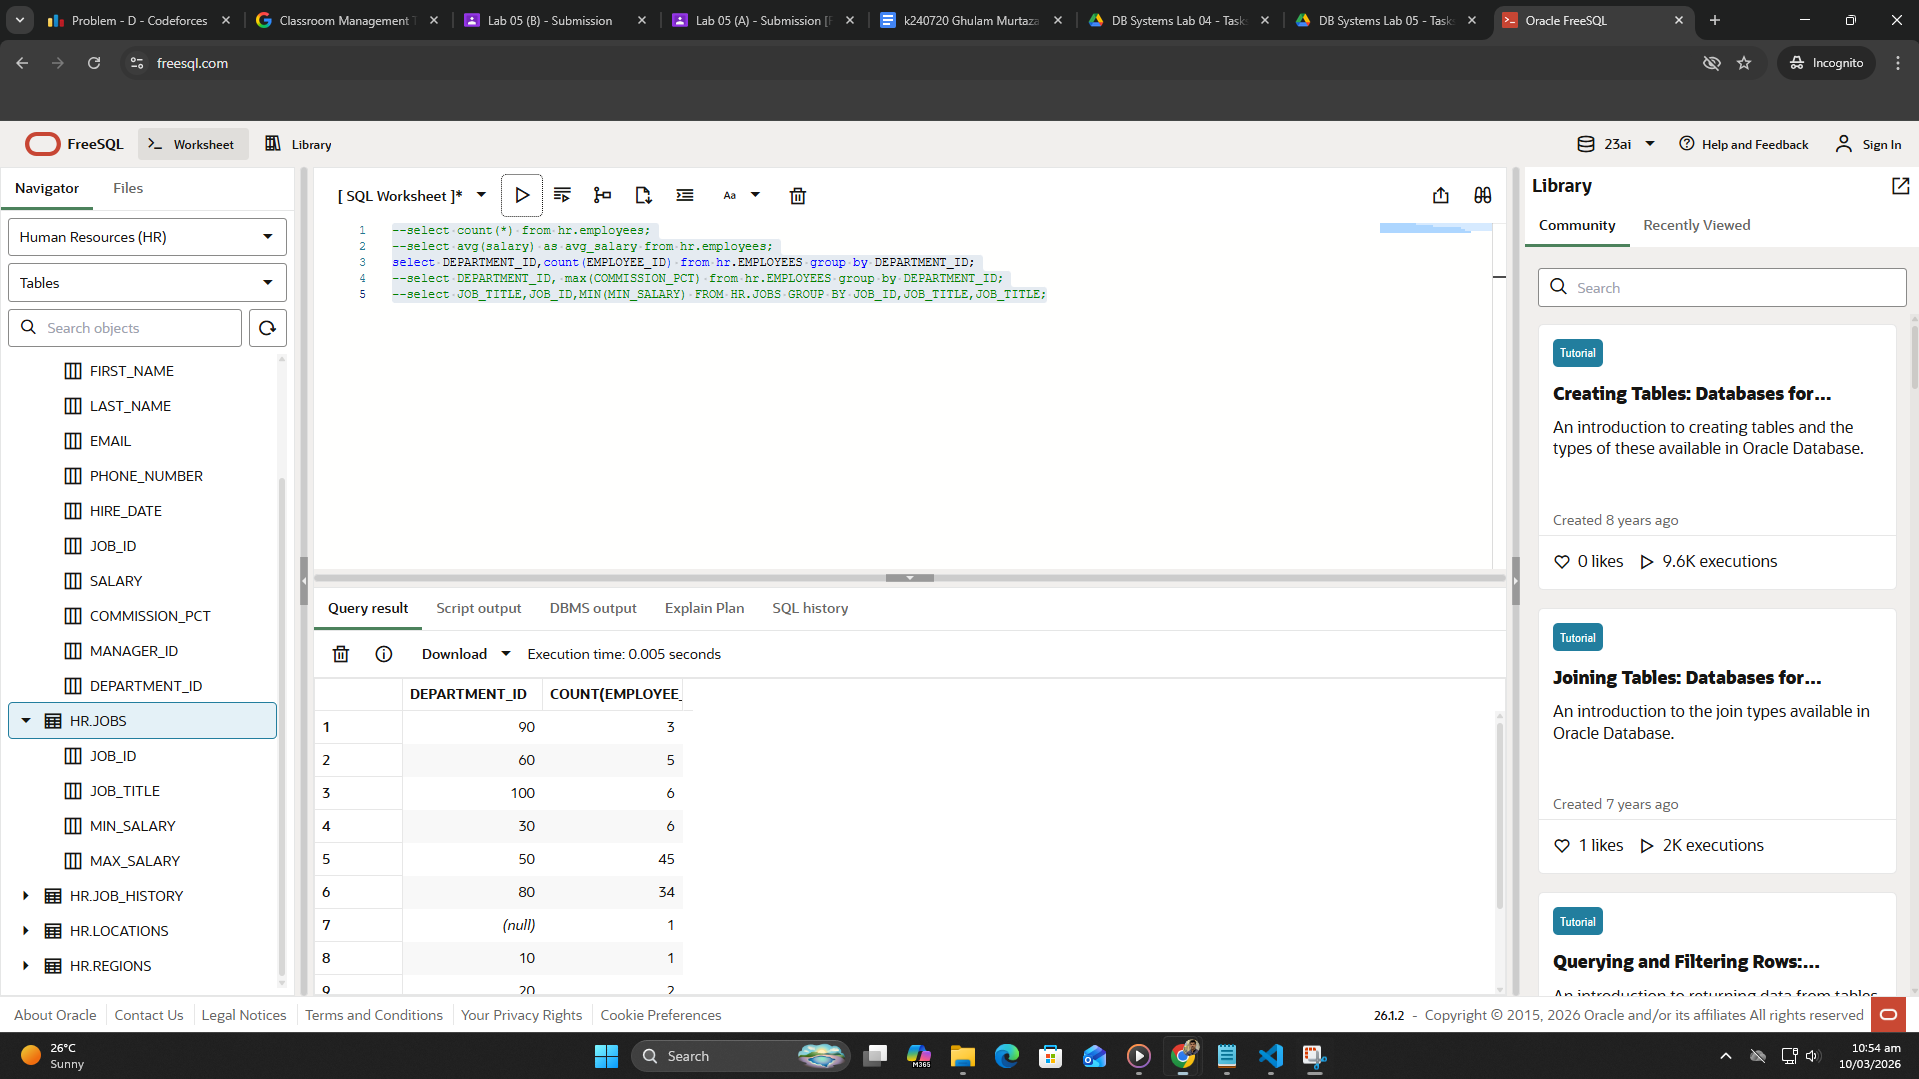 Problem - D - Codeforces
Classroom Management T
Lab 05 (B) - Submission
Lab 05 (A) - Submission [F
k240720 Ghulam Murtaza
DB Systems Lab 04 - Task
DB Systems Lab 05 - Task
Oracle FreeSQL
freesql.com
Incognito
FreeSQL
Worksheet
Library
23ai
Help and Feedback
Sign In
Navigator
Files
Human Resources (HR)
Tables
Search objects
FIRST_NAME
LAST_NAME
EMAIL
PHONE_NUMBER
HIRE_DATE
JOB_ID
SALARY
COMMISSION_PCT
MANAGER_ID
DEPARTMENT_ID
HR.JOBS
JOB_ID
JOB_TITLE
MIN_SALARY
MAX_SALARY
HR.JOB_HISTORY
HR.LOCATIONS
HR.REGIONS
[ SQL Worksheet ]*
Aa
1 --select count(*) from hr.employees;
2 --select avg(salary) as avg_salary from hr.employees;
3 select DEPARTMENT_ID,count(EMPLOYEE_ID) from hr.EMPLOYEES group by DEPARTMENT_ID;
4 --select DEPARTMENT_ID, max(COMMISSION_PCT) from hr.EMPLOYEES group by DEPARTMENT_ID;
5 --select JOB_TITLE,JOB_ID,MIN(MIN_SALARY) FROM HR.JOBS GROUP BY JOB_ID,JOB_TITLE,JOB_TITLE;
Query result
Script output
DBMS output
Explain Plan
SQL history
Download
Execution time: 0.005 seconds
DEPARTMENT_ID COUNT(EMPLOYEE_
1 90 3
2 60 5
3 100 6
4 30 6
5 50 45
6 80 34
7 (null) 1
8 10 1
9 20 2
Library
Community
Recently Viewed
Search
Tutorial
Creating Tables: Databases for...
An introduction to creating tables and the
types of these available in Oracle Database.
Created 8 years ago
0 likes
9.6K executions
Tutorial
Joining Tables: Databases for...
An introduction to the join types available in
Oracle Database.
Created 7 years ago
1 likes
2K executions
Tutorial
Querying and Filtering Rows:...
An introduction to returning data from tables
About Oracle
Contact Us
Legal Notices
Terms and Conditions
Your Privacy Rights
Cookie Preferences
26.1.2 - Copyright © 2015, 2026 Oracle and/or its affiliates All rights reserved
26°C
Sunny
Search
M365
10:54 am
10/03/2026